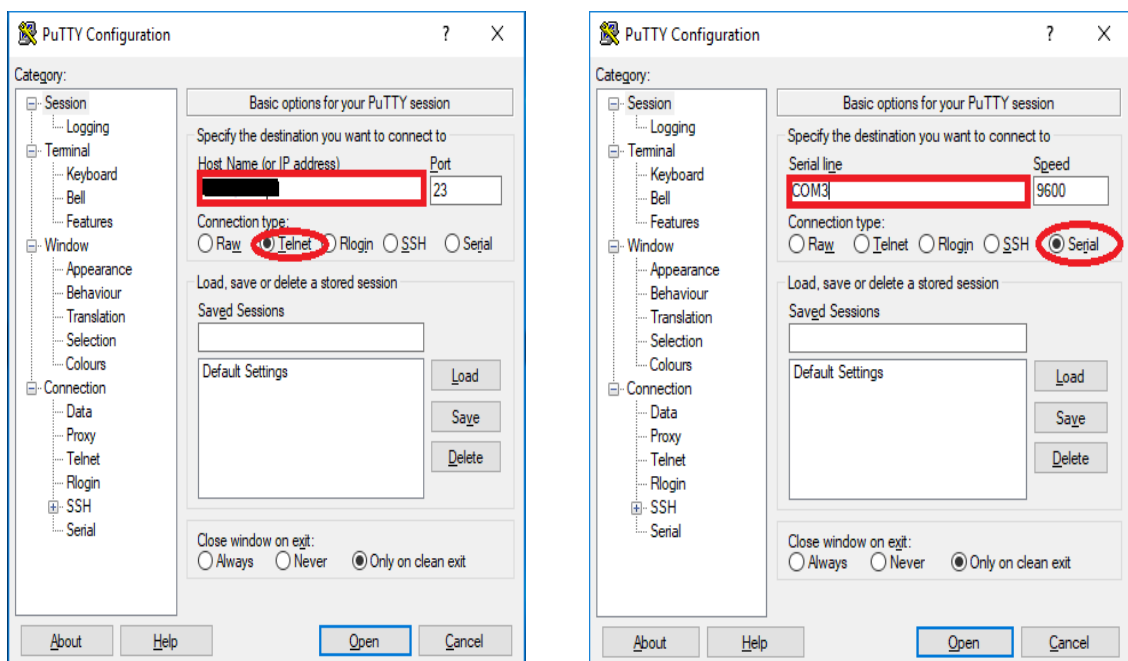 PuTTY Configuration ? X
Category:
Session
Logging
Terminal
Keyboard
Bell
Features
Window
Appearance
Behaviour
Translation
Selection
Colours
Connection
Data
Proxy
Telnet
Rlogin
SSH
Serial
Basic options for your PuTTY session
Specify the destination you want to connect to
Host Name (or IP address) Port
23
Connection type:
Raw Telnet Rlogin SSH Serial
Load, save or delete a stored session
Saved Sessions
Default Settings
Load
Save
Delete
Close window on exit:
Always Never Only on clean exit
About Help Open Cancel
PuTTY Configuration ? X
Category:
Session
Logging
Terminal
Keyboard
Bell
Features
Window
Appearance
Behaviour
Translation
Selection
Colours
Connection
Data
Proxy
Telnet
Rlogin
SSH
Serial
Basic options for your PuTTY session
Specify the destination you want to connect to
Serial line Speed
COM3 9600
Connection type:
Raw Telnet Rlogin SSH Serial
Load, save or delete a stored session
Saved Sessions
Default Settings
Load
Save
Delete
Close window on exit:
Always Never Only on clean exit
About Help Open Cancel